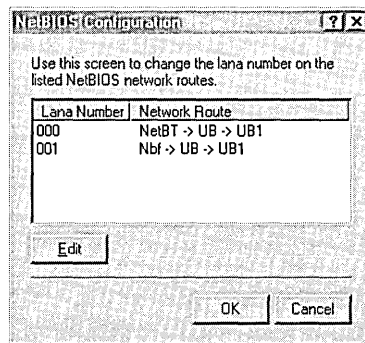 NetBIOS Configuration ? X
Use this screen to change the lana number on the
listed NetBIOS network routes.
Lana Number Network Route
000 NetBT -> UB -> UB1
001 Nbf -> UB -> UB1
Edit
OK Cancel